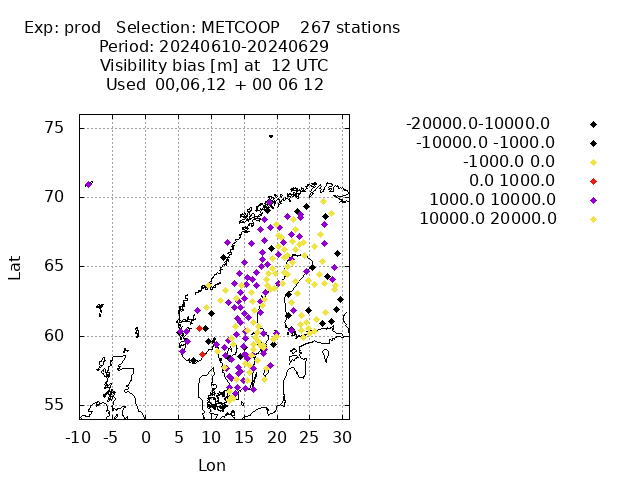 Exp: prod   Selection: METCOOP    267 stations
Period: 20240610-20240629
Visibility bias [m] at  12 UTC
Used  00,06,12  + 00 06 12
-20000.0-10000.0
-10000.0 -1000.0
-1000.0 0.0
0.0 1000.0
1000.0 10000.0
10000.0 20000.0
75
70
65
60
55
Lat
-10 -5 0 5 10 15 20 25 30
Lon